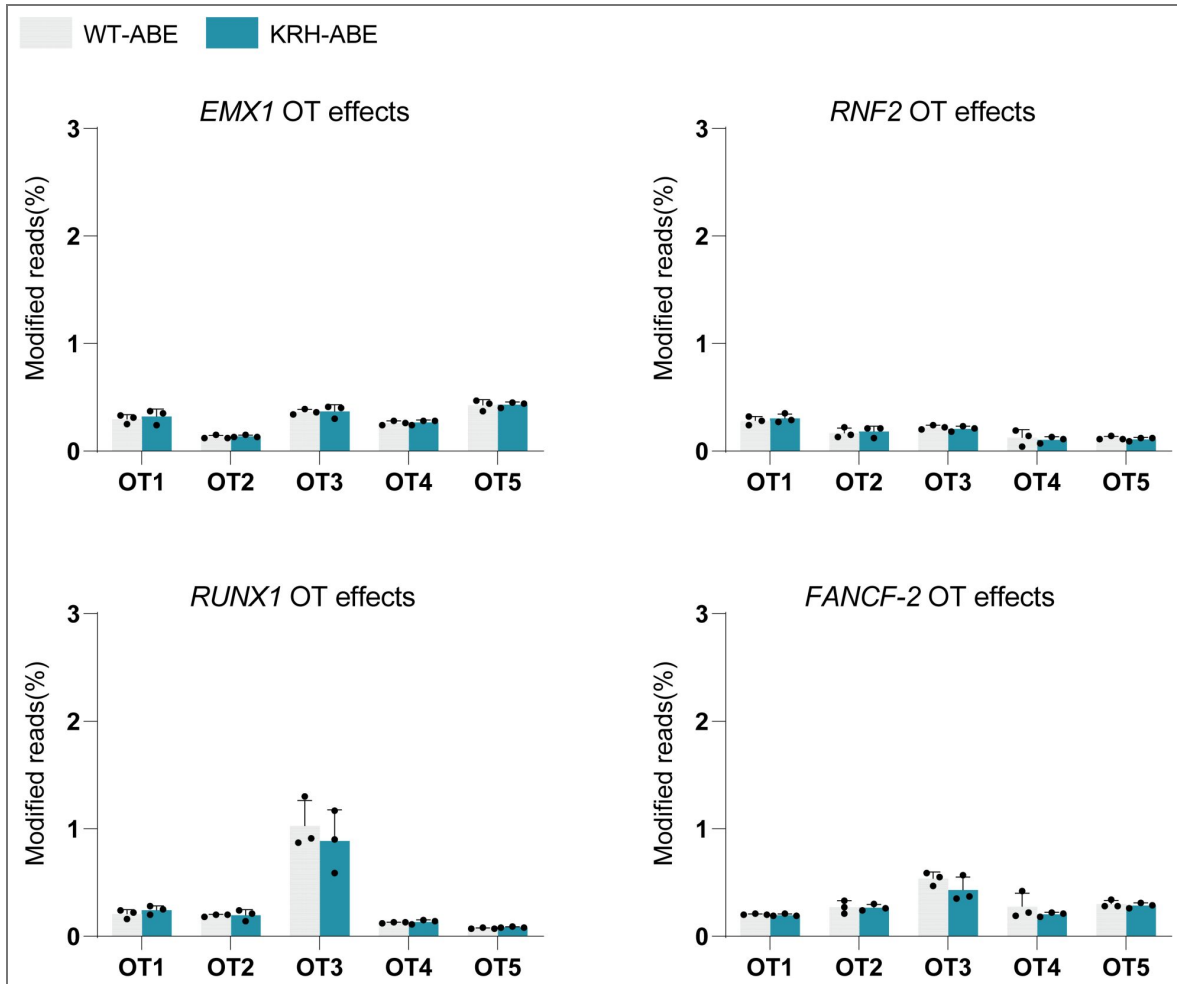 WT-ABE KRH-ABE
EMX1 OT effects
Modified reads(%)
3
2
1
0
OT1 OT2 OT3 OT4 OT5
RNF2 OT effects
Modified reads(%)
3
2
1
0
OT1 OT2 OT3 OT4 OT5
RUNX1 OT effects
Modified reads(%)
3
2
1
0
OT1 OT2 OT3 OT4 OT5
FANCF-2 OT effects
Modified reads(%)
3
2
1
0
OT1 OT2 OT3 OT4 OT5